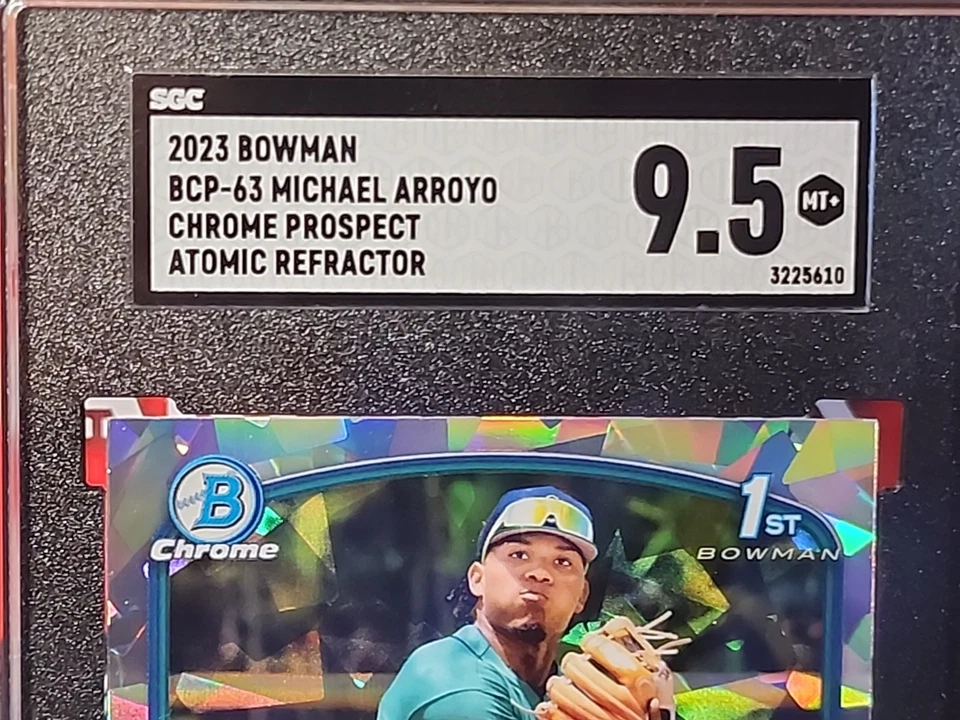 SGC
2023 BOWMAN
BCP-63 MICHAEL ARROYO
CHROME PROSPECT
ATOMIC REFRACTOR
9.5
MT+
3225610
B
Chrome
1ST
BOWMAN